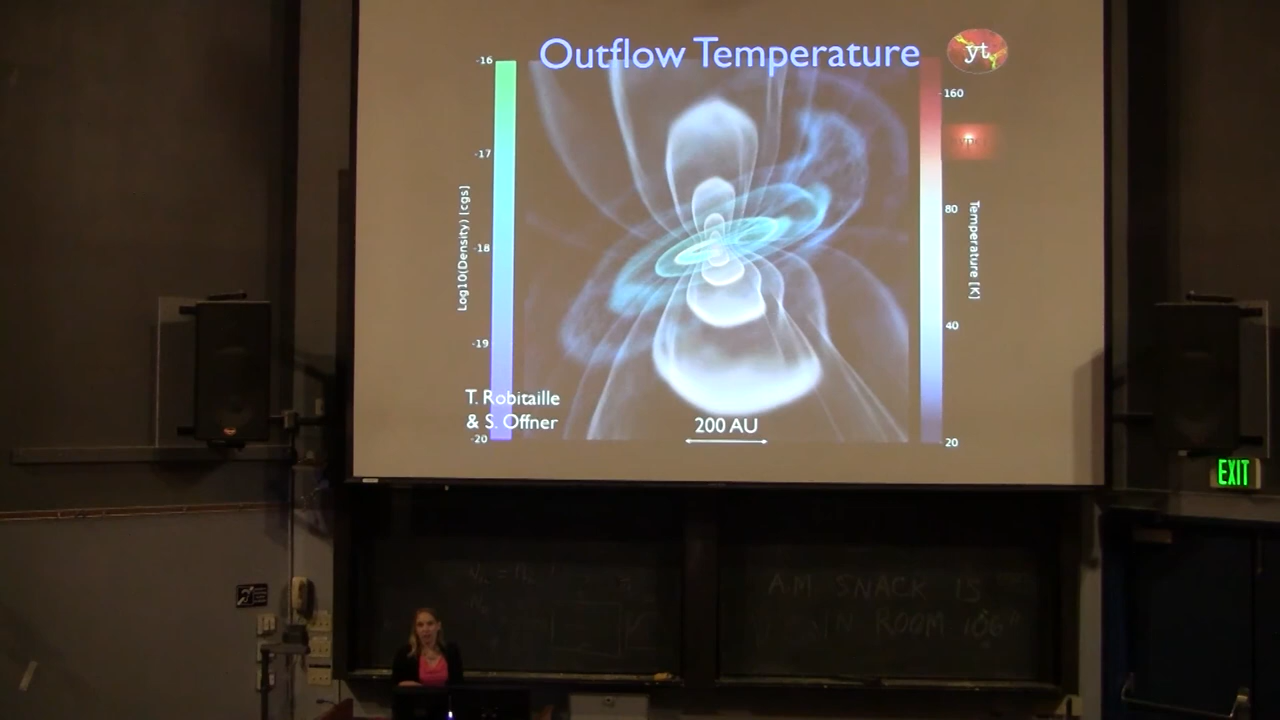 Outflow Temperature
yt
-16
-17
-18
-19
-20
Log10(Density) [cgs]
160
80
40
20
Temperature [K]
T. Robitaille
& S. Offner
200 AU
EXIT
AM SNACK IS
IN ROOM 106